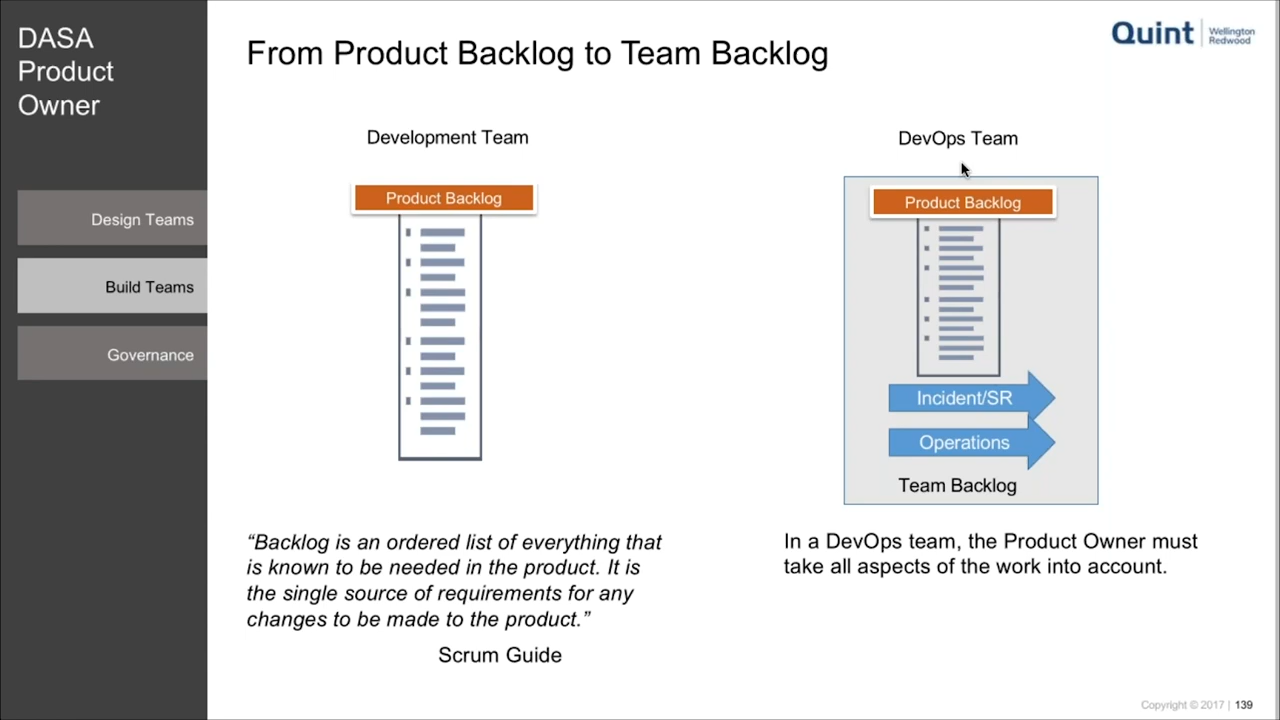 DASA
Product
Owner
Design Teams
Build Teams
Governance
From Product Backlog to Team Backlog
Quint
Wellington
Redwood
Development Team
Product Backlog
“Backlog is an ordered list of everything that
is known to be needed in the product. It is
the single source of requirements for any
changes to be made to the product.”
Scrum Guide
DevOps Team
Product Backlog
Incident/SR
Operations
Team Backlog
In a DevOps team, the Product Owner must
take all aspects of the work into account.
Copyright © 2017 | 139